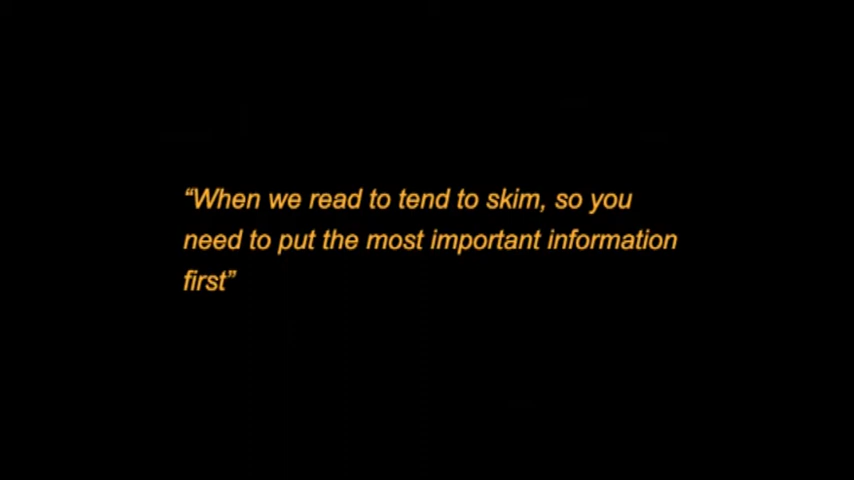 “When we read to tend to skim, so you
need to put the most important information
first”